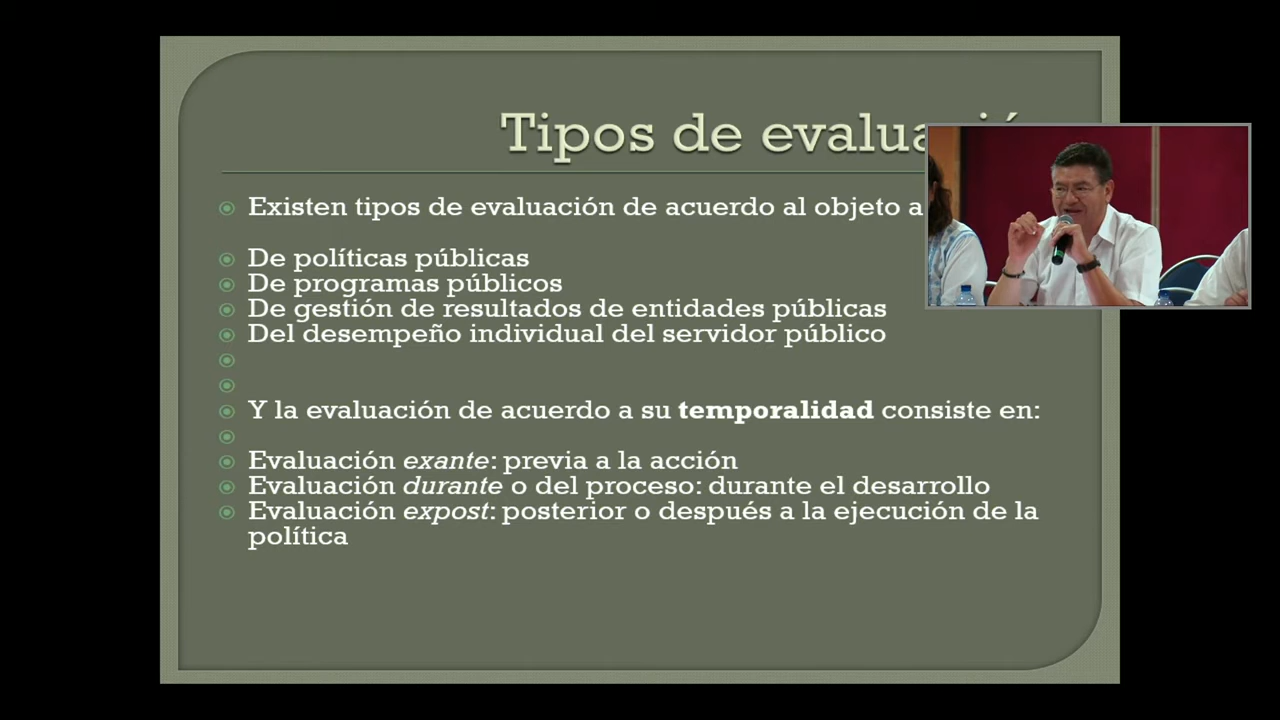 Tipos de
Existen tipos de evaluación de acuerdo al objeto a
De políticas públicas
De programas públicos
De gestión de resultados de entidades públicas
Del desempeño individual del servidor público
Y la evaluación de acuerdo a su temporalidad consiste en:
Evaluación exante: previa a la acción
Evaluación durante o del proceso: durante el desarrollo
Evaluación expost: posterior o después a la ejecución de la
política